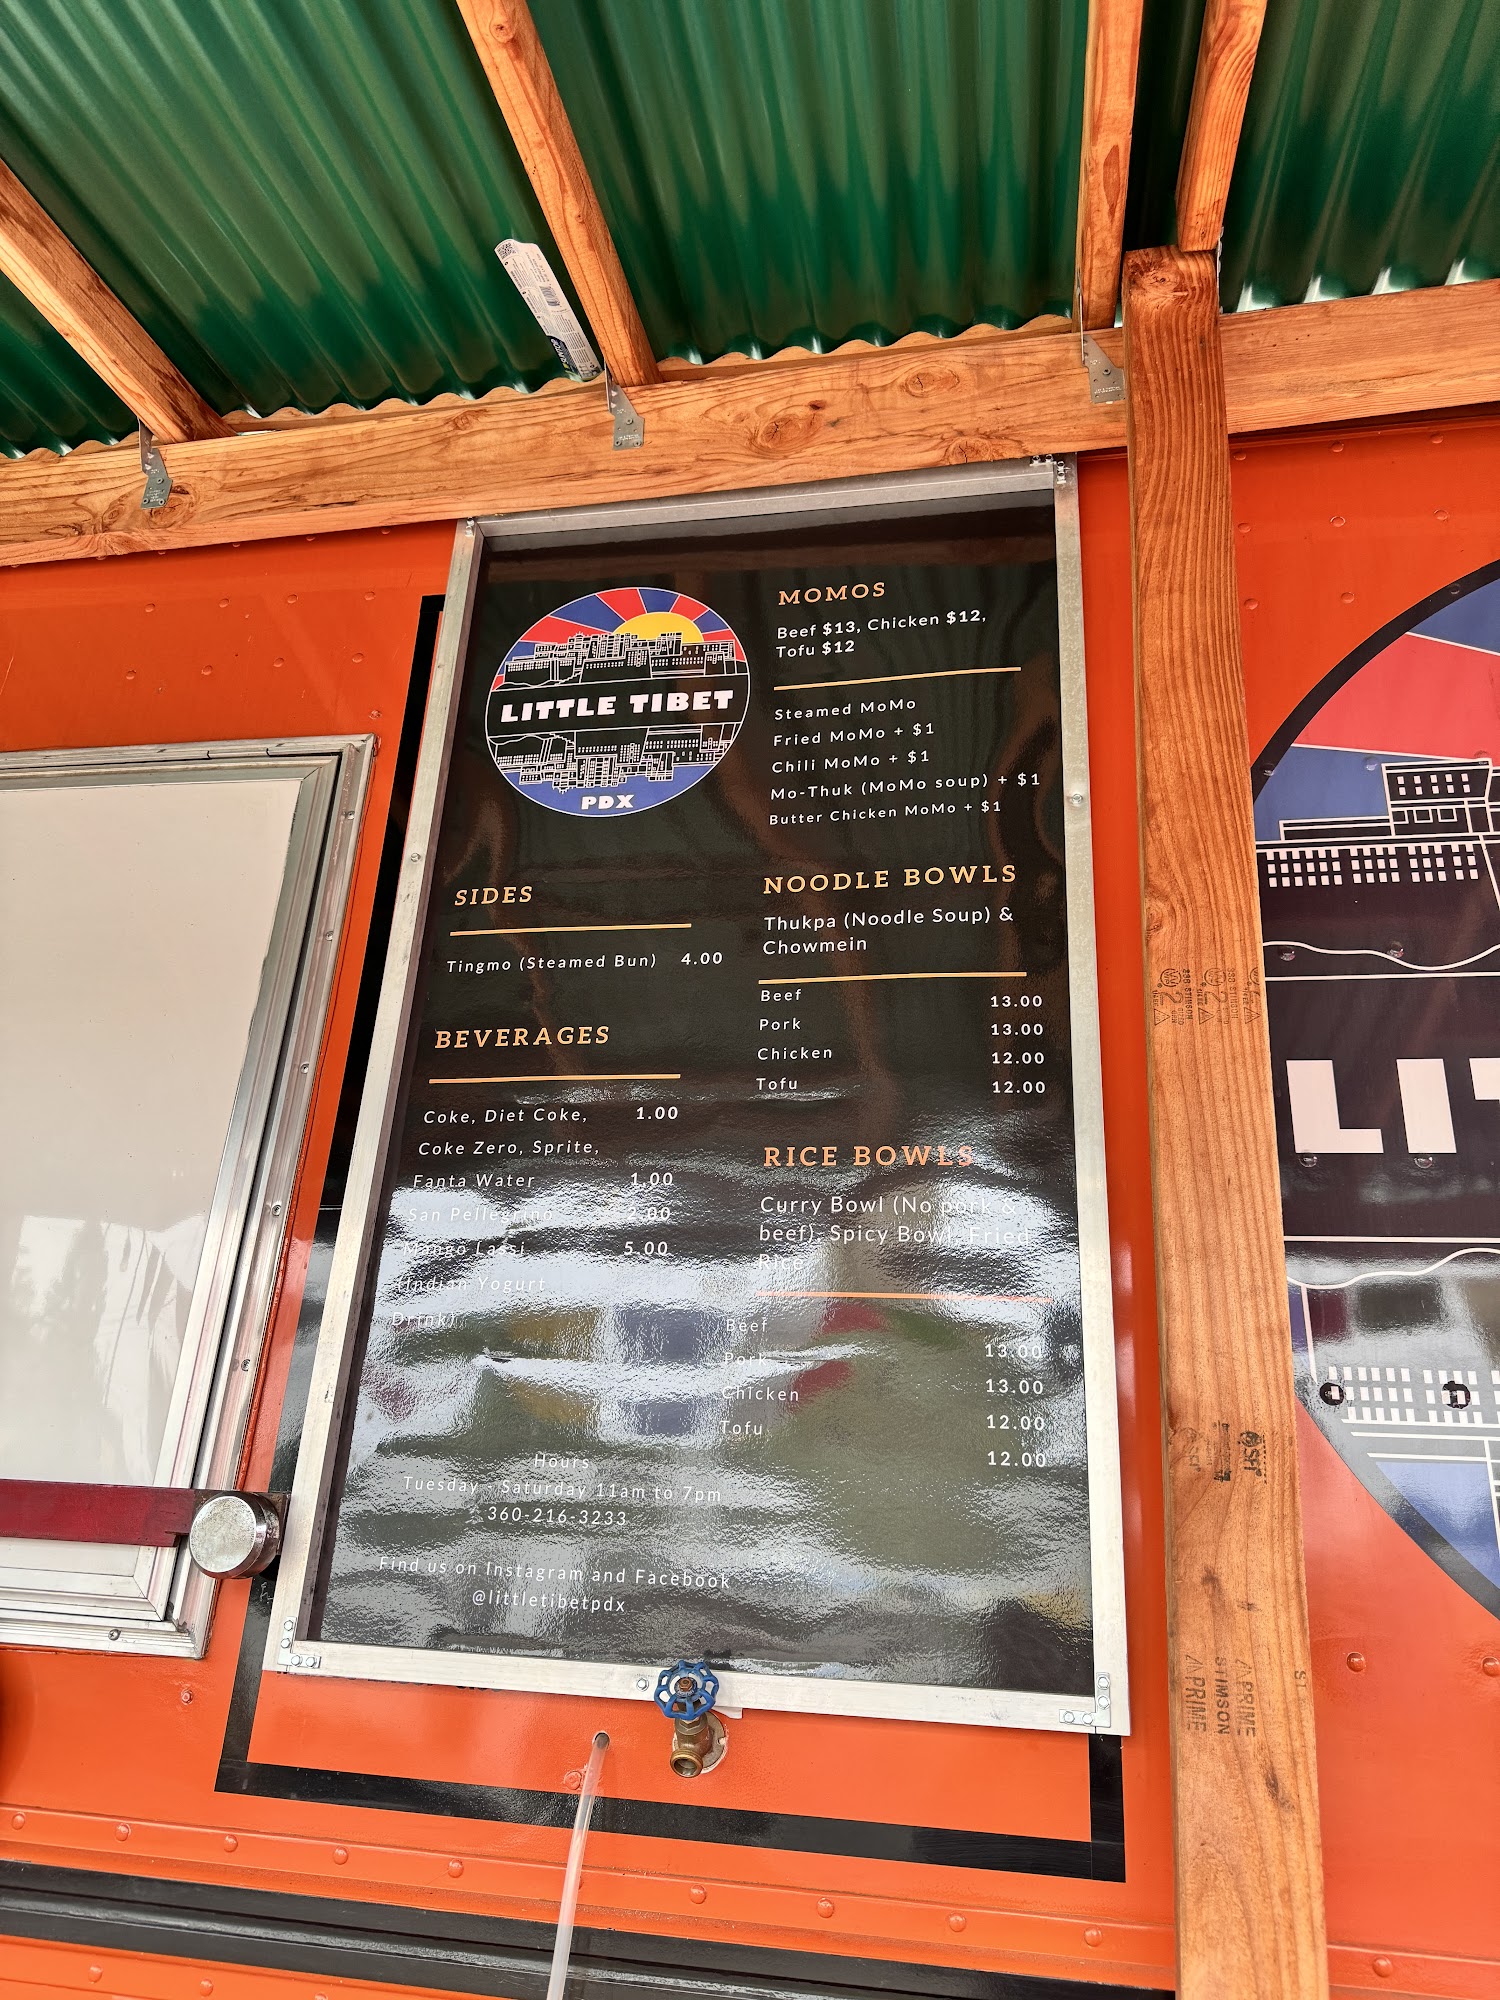 LITTLE TIBET
PDX
MOMOS
Beef $13, Chicken $12,
Tofu $12
Steamed MoMo
Fried MoMo + $1
Chili MoMo + $1
Mo-Thuk (MoMo soup) + $1
Butter Chicken MoMo + $1
SIDES
Tingmo (Steamed Bun) 4.00
BEVERAGES
Coke, Diet Coke, 1.00
Coke Zero, Sprite,
Fanta Water 1.00
San Pellegrino 2.00
Mango Lassi 5.00
(Indian Yogurt
Drink)
NOODLE BOWLS
Thukpa (Noodle Soup) &
Chowmein
Beef 13.00
Pork 13.00
Chicken 12.00
Tofu 12.00
RICE BOWLS
Curry Bowl (No pork &
beef), Spicy Bowl, Fried
Rice
Beef
13.00
Pork
13.00
Chicken
12.00
Tofu
12.00
Hours
Tuesday - Saturday 11am to 7pm
360-216-3233
Find us on Instagram and Facebook
@littletibetpdx
LIT
STIMSON
PRIME
PRIME